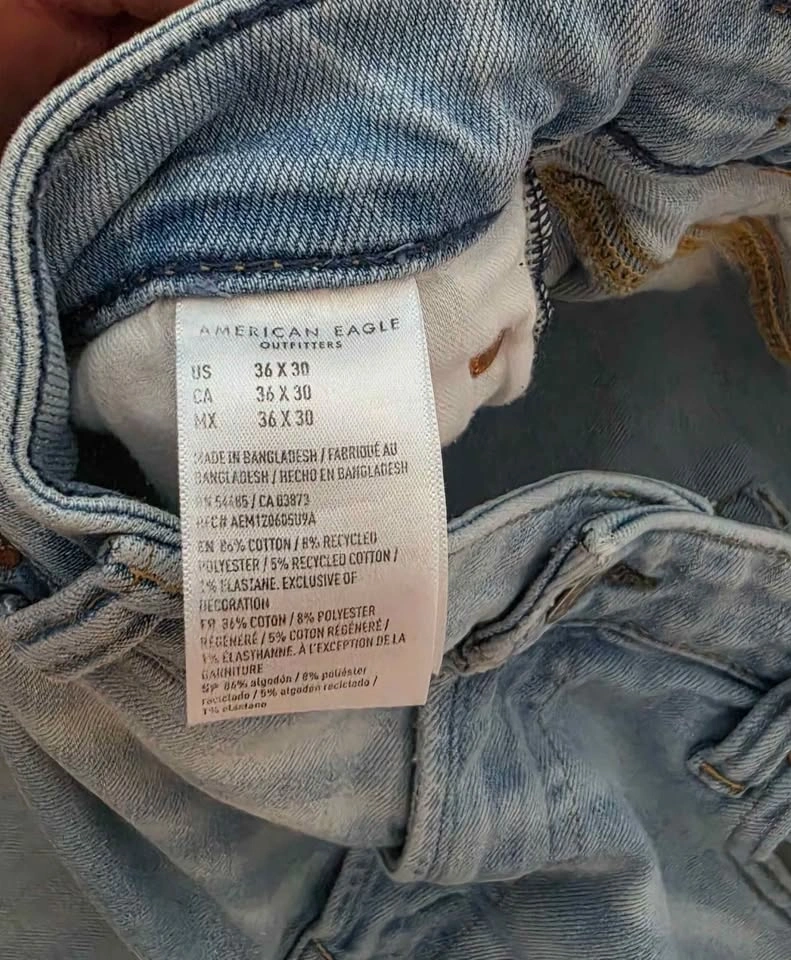 AMERICAN EAGLE
OUTFITTERS
US 36 X 30
CA 36 X 30
MX 36 X 30
MADE IN BANGLADESH / FABRIQUÉ AU
BANGLADESH / HECHO EN BANGLADESH
RN 54485 / CA 03873
RFC# AEM120605U9A
EN 86% COTTON / 8% RECYCLED
POLYESTER / 5% RECYCLED COTTON /
1% ELASTANE. EXCLUSIVE OF
DECORATION
FR 86% COTON / 8% POLYESTER
RÉGÉNÉRÉ / 5% COTON RÉGÉNÉRÉ /
1% ÉLASTHANNE. À L'EXCEPTION DE LA
GARNITURE
SP 86% algodón / 8% poliéster
reciclado / 5% algodón reciclado /
1% elastano